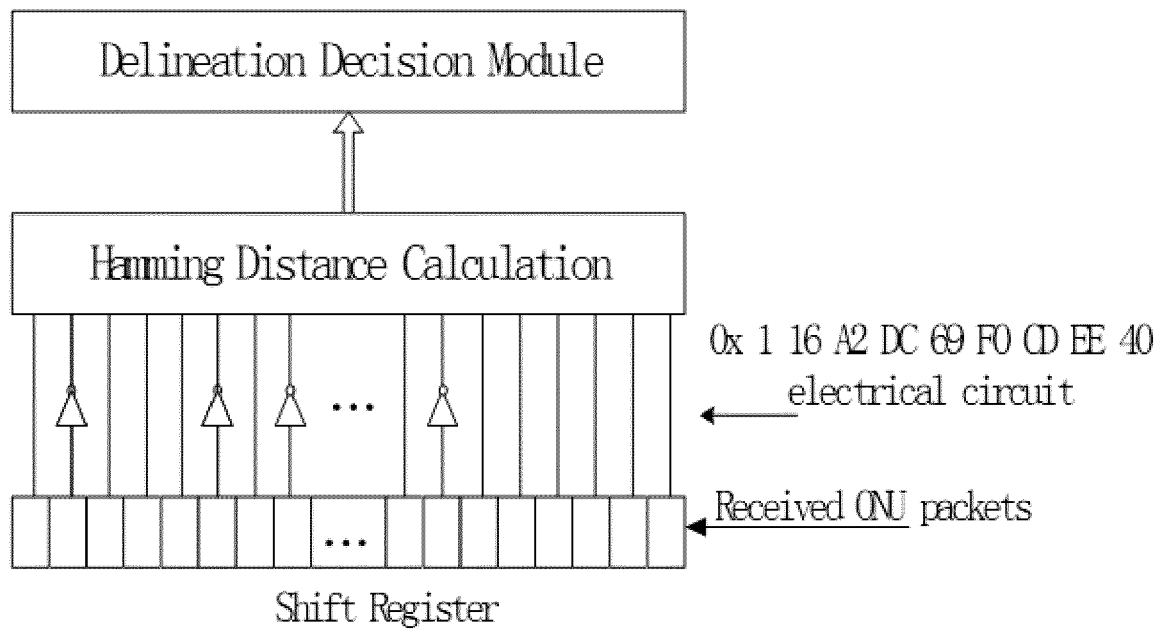 Delineation Decision Module
Hamming Distance Calculation
0x 1 16 A2 DC 69 F0 CD EE 40
electrical circuit
...
Received ONU packets
...
Shift Register